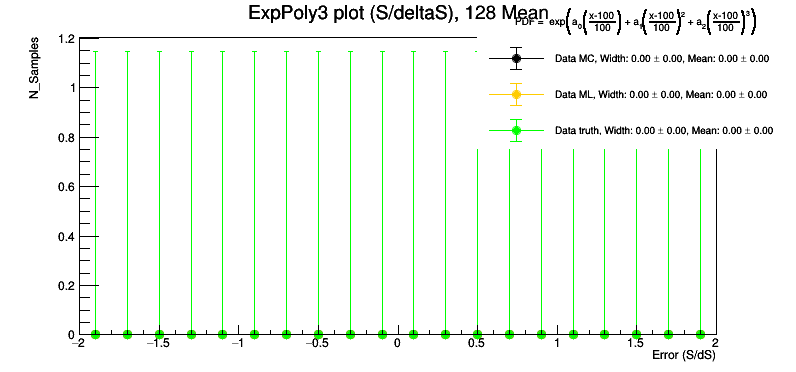 ExpPoly3 plot (S/deltaS), 128 Mean
PDF = exp(a₀(x-100/100) + a₁(x-100/100)² + a₂(x-100/100)³)
Data MC, Width: 0.00 ± 0.00, Mean: 0.00 ± 0.00
Data ML, Width: 0.00 ± 0.00, Mean: 0.00 ± 0.00
Data truth, Width: 0.00 ± 0.00, Mean: 0.00 ± 0.00
N_Samples
1.2
1
0.8
0.6
0.4
0.2
0
−2 −1.5 −1 −0.5 0 0.5 1 1.5 2
Error (S/dS)